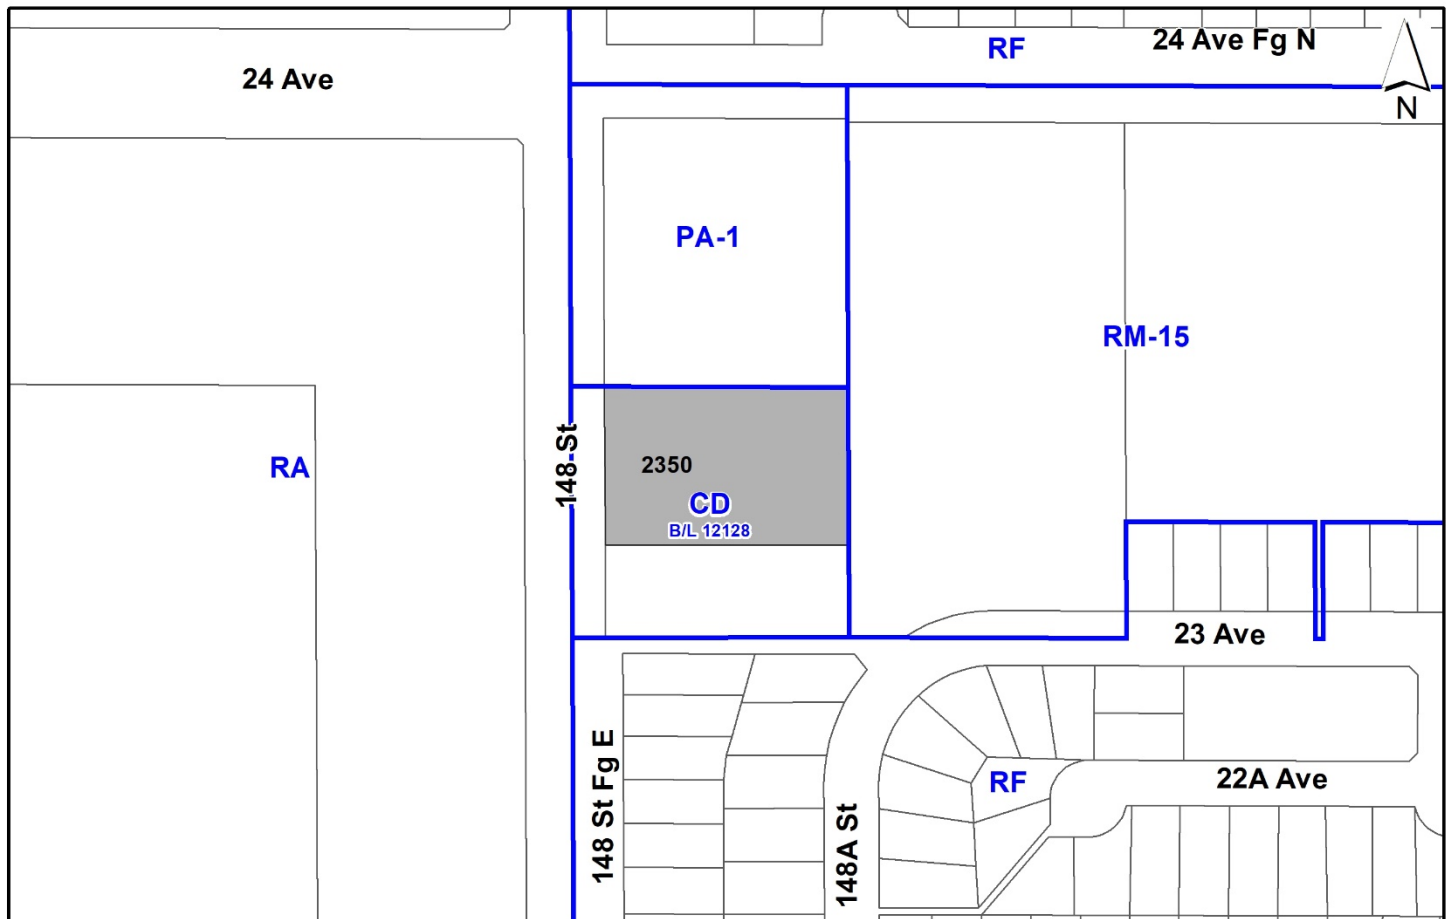 24 Ave Fg N
RF
24 Ave
N
PA-1
RM-15
148 St
RA
2350
CD
B/L 12128
23 Ave
148 St Fg E
148A St
RF
22A Ave